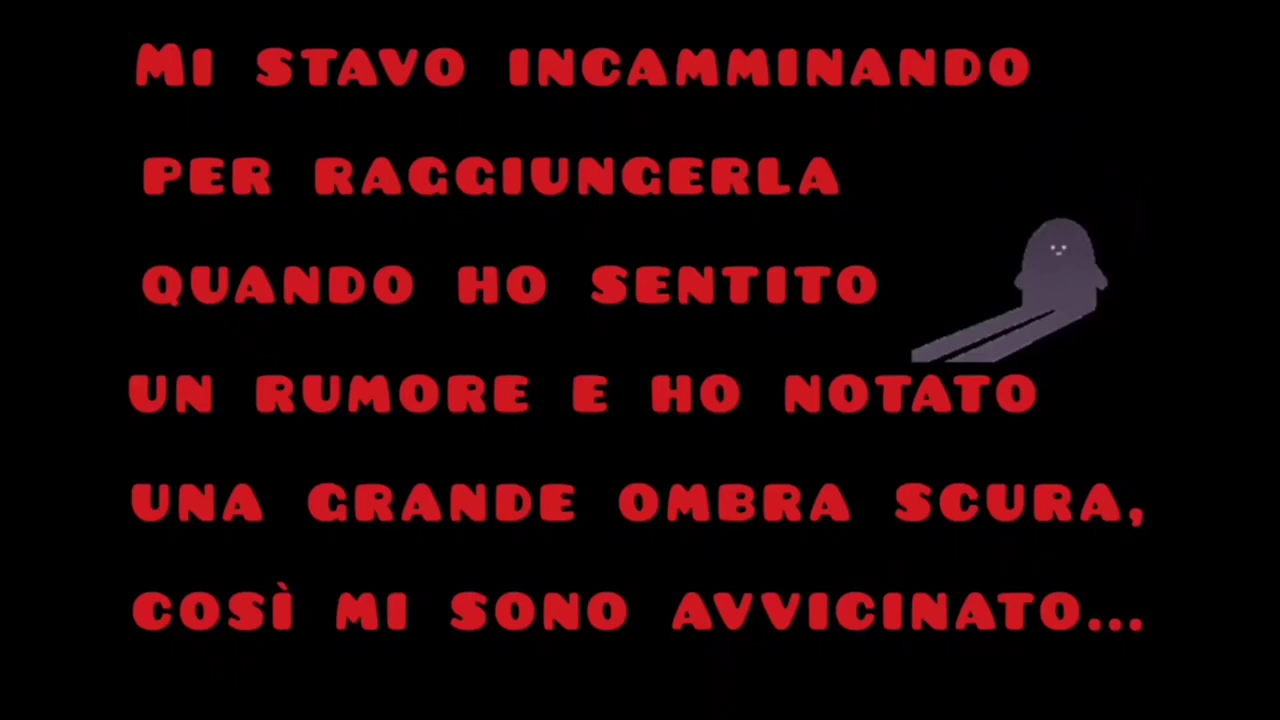 Mi stavo incamminando
per raggiungerla
quando ho sentito
un rumore e ho notato
una grande ombra scura,
così mi sono avvicinato...